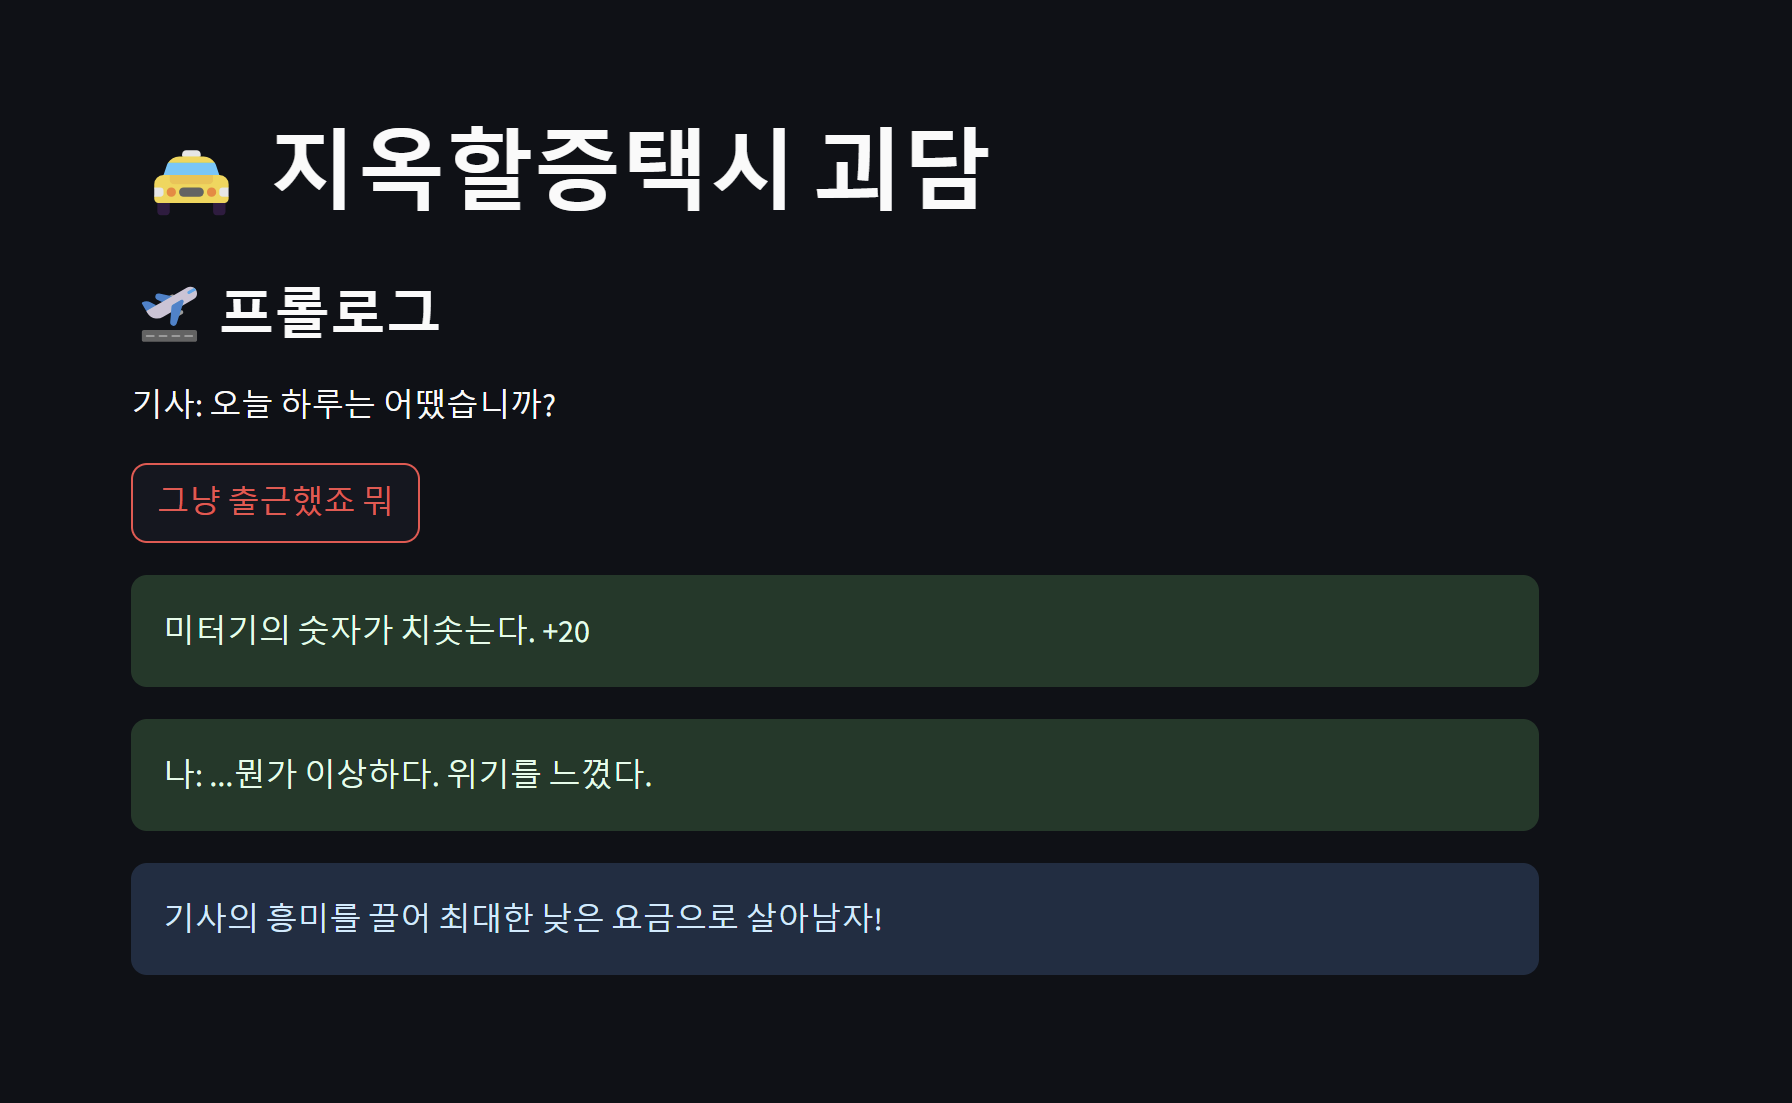 지옥할증택시 괴담
프롤로그
기사: 오늘 하루는 어땠습니까?
그냥 출근했죠 뭐
미터기의 숫자가 치솟는다. +20
나: ...뭔가 이상하다. 위기를 느꼈다.
기사의 흥미를 끌어 최대한 낮은 요금으로 살아남자!